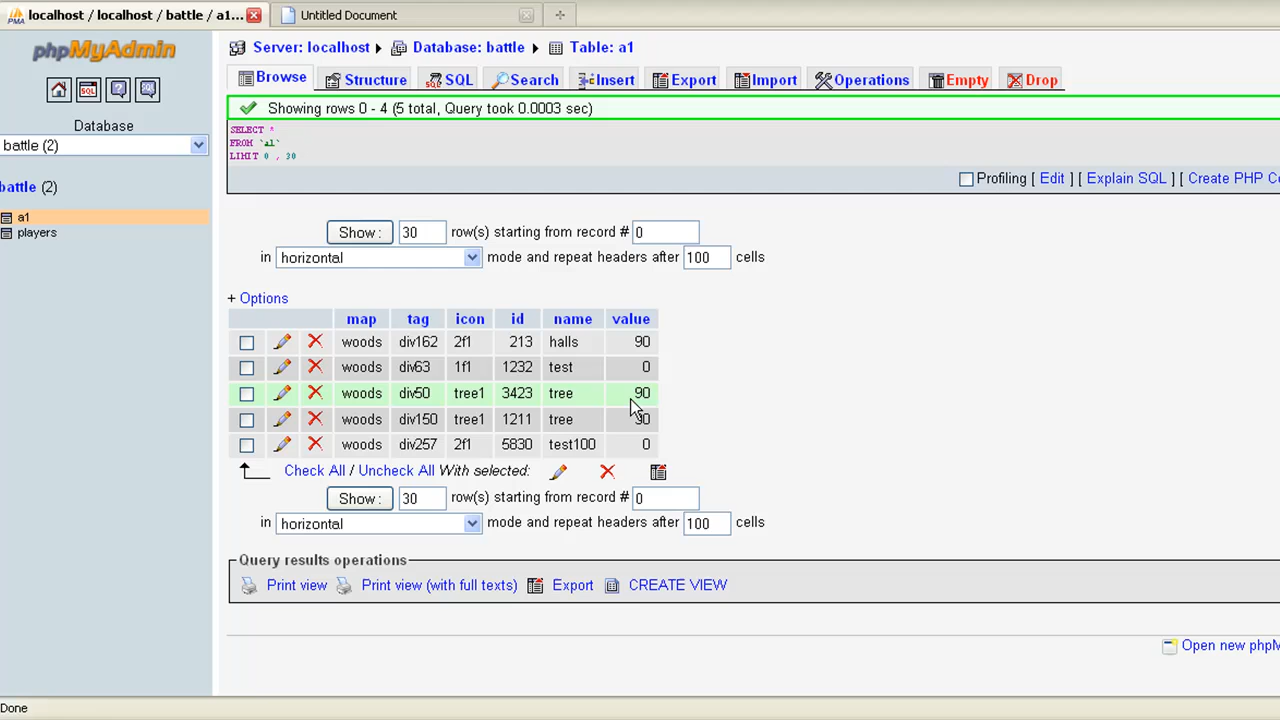 localhost / localhost / battle / a1... Untitled Document
phpMyAdmin
Server: localhost Database: battle Table: a1
Browse Structure SQL Search Insert Export Import Operations Empty Drop
Showing rows 0 - 4 (5 total, Query took 0.0003 sec)
SELECT *
FROM `a1`
LIMIT 0 , 30
Profiling [ Edit ] [ Explain SQL ] [ Create PHP Co
Database
battle (2)
battle (2)
a1
players
Show : 30 row(s) starting from record # 0
in horizontal mode and repeat headers after 100 cells
+ Options
map tag icon id name value
woods div162 2f1 213 halls 90
woods div63 1f1 1232 test 0
woods div50 tree1 3423 tree 90
woods div150 tree1 1211 tree
woods div257 2f1 5830 test100 0
Check All / Uncheck All With selected:
Show : 30 row(s) starting from record # 0
in horizontal mode and repeat headers after 100 cells
Query results operations
Print view Print view (with full texts) Export CREATE VIEW
Open new phpM
Done